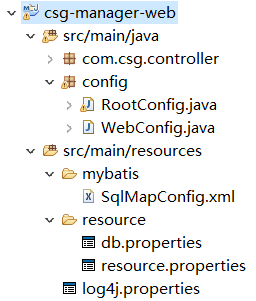 csg-manager-web
src/main/java
com.csg.controller
config
RootConfig.java
WebConfig.java
src/main/resources
mybatis
SqlMapConfig.xml
resource
db.properties
resource.properties
log4j.properties